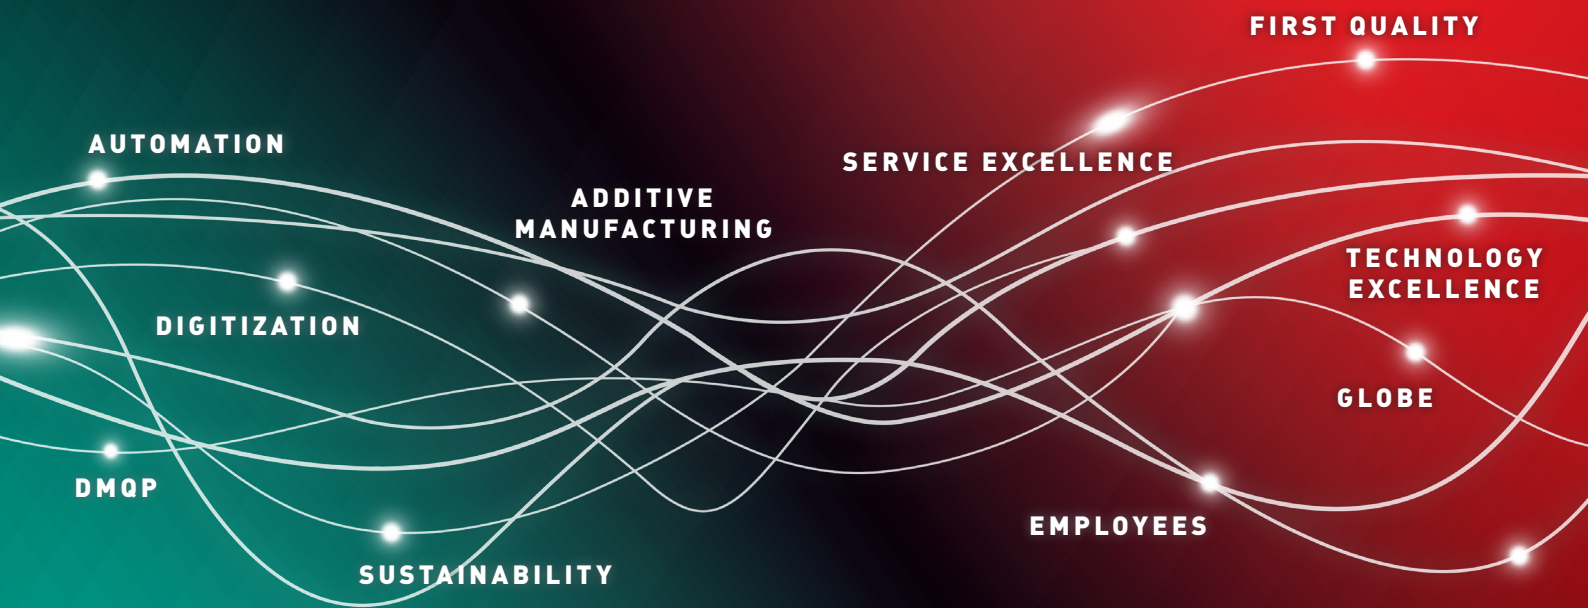 FIRST QUALITY
AUTOMATION
SERVICE EXCELLENCE
ADDITIVE
MANUFACTURING
TECHNOLOGY
EXCELLENCE
DIGITIZATION
GLOBE
DMQP
EMPLOYEES
SUSTAINABILITY